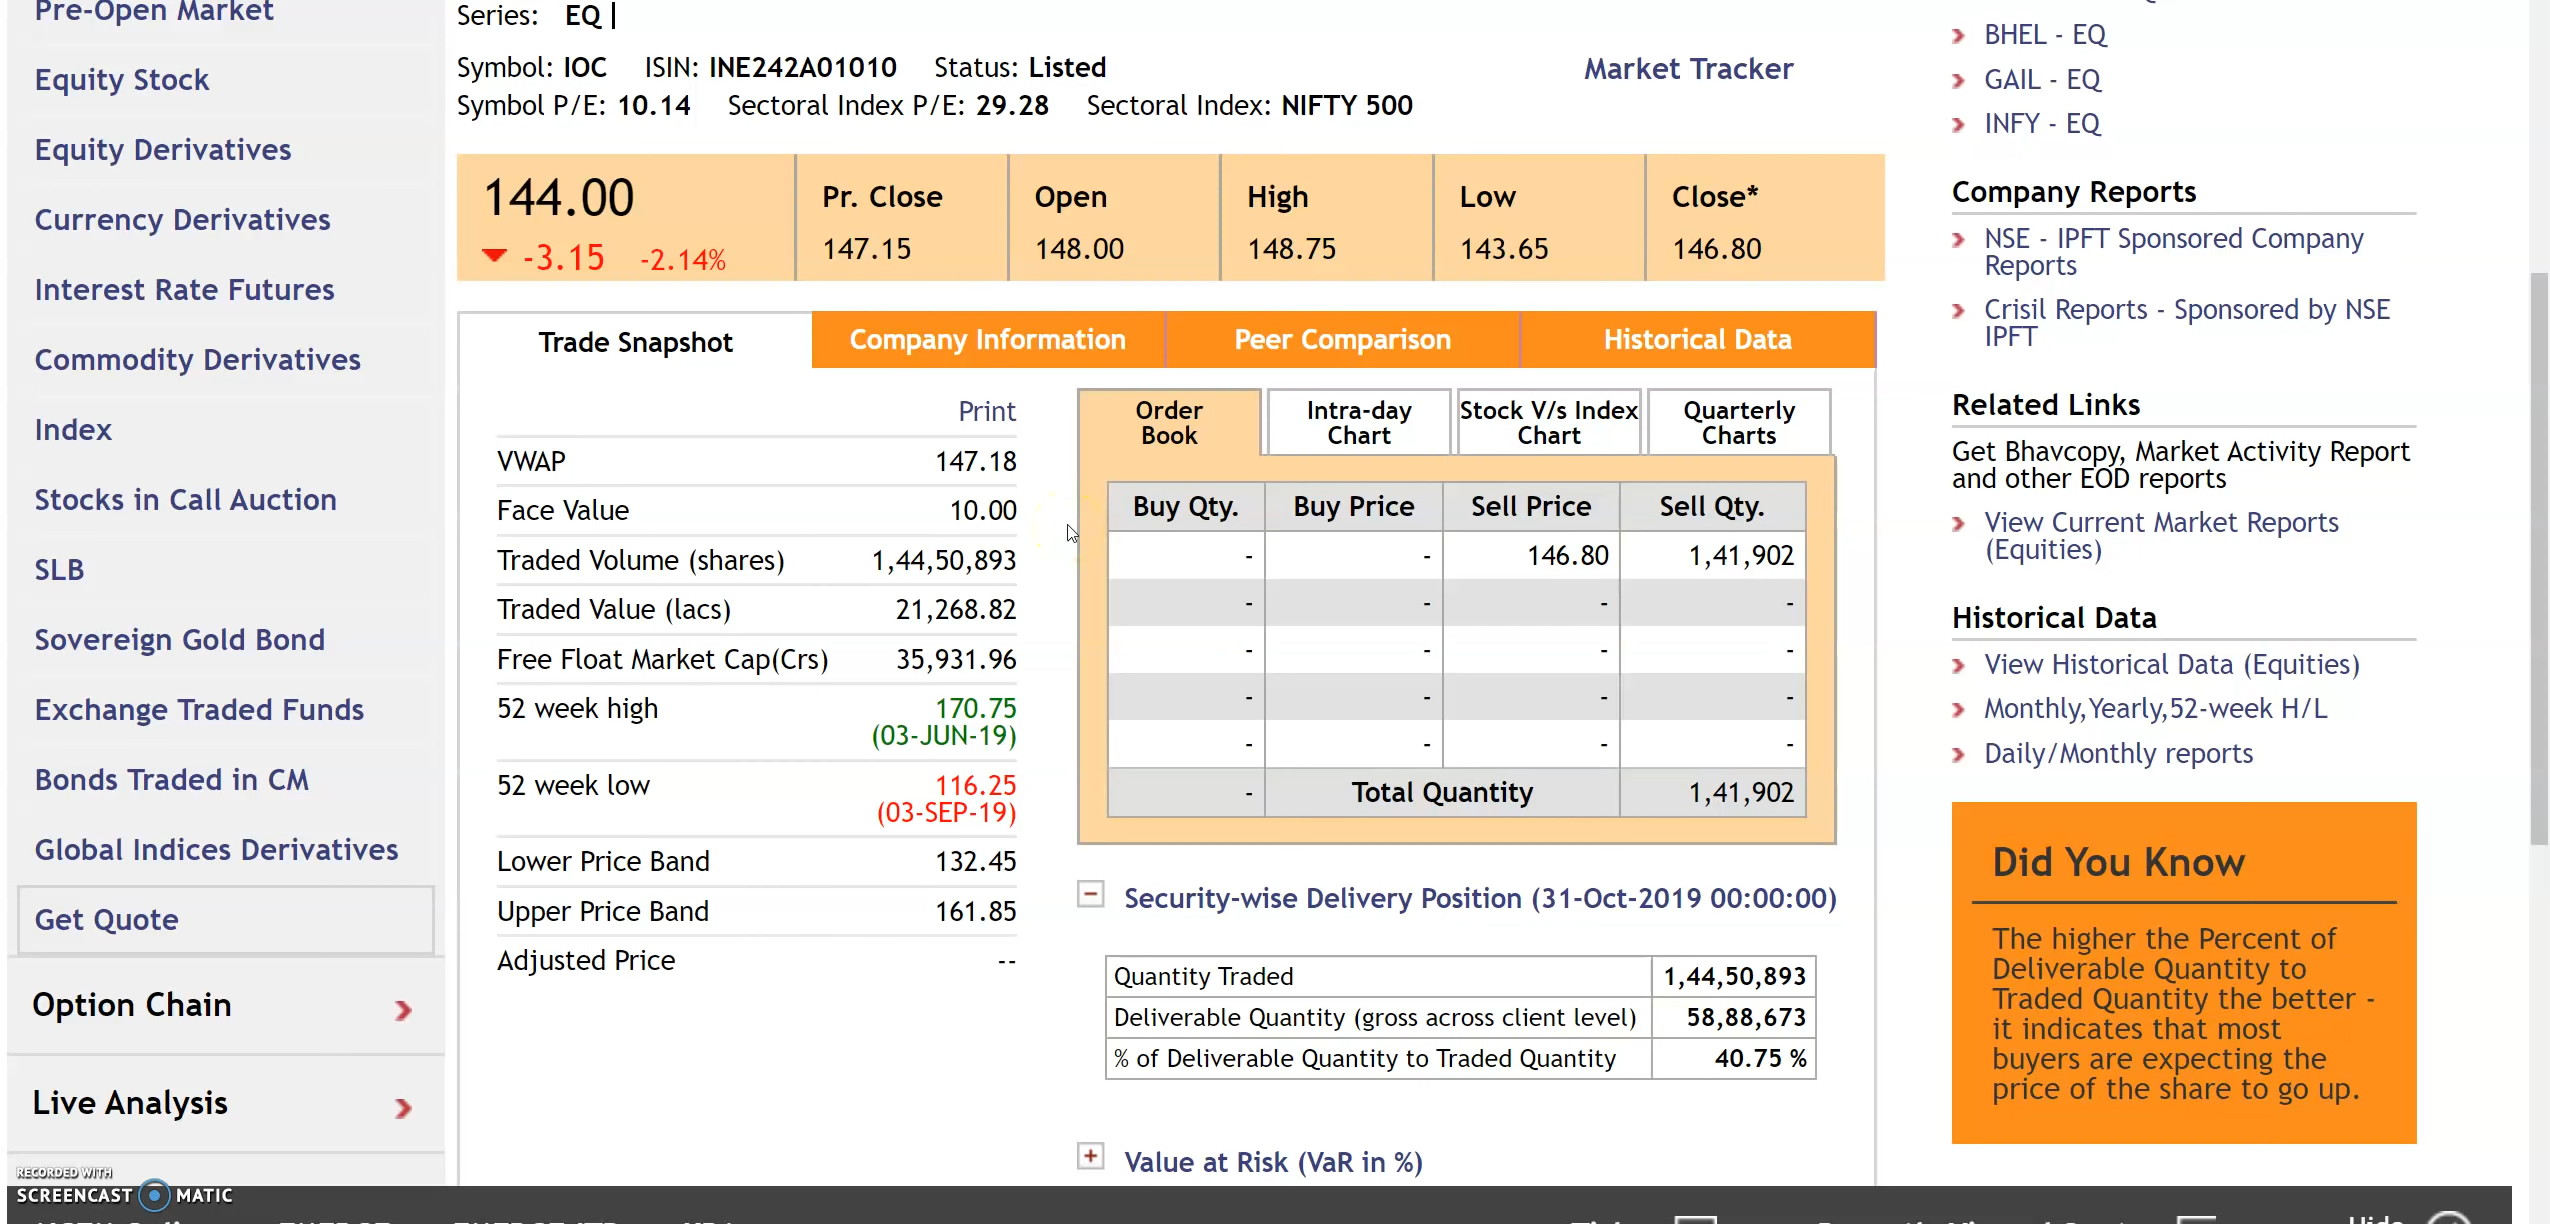 Pre-Open Market
Equity Stock
Equity Derivatives
Currency Derivatives
Interest Rate Futures
Commodity Derivatives
Index
Stocks in Call Auction
SLB
Sovereign Gold Bond
Exchange Traded Funds
Bonds Traded in CM
Global Indices Derivatives
Get Quote
Option Chain
Live Analysis
RECORDED WITH
SCREENCAST MATIC
Series: EQ |
Symbol: IOC ISIN: INE242A01010 Status: Listed
Market Tracker
Symbol P/E: 10.14 Sectoral Index P/E: 29.28 Sectoral Index: NIFTY 500
144.00 Pr. Close Open High Low Close*
-3.15 -2.14% 147.15 148.00 148.75 143.65 146.80
Trade Snapshot Company Information Peer Comparison Historical Data
Print
VWAP 147.18
Face Value 10.00
Traded Volume (shares) 1,44,50,893
Traded Value (lacs) 21,268.82
Free Float Market Cap(Crs) 35,931.96
52 week high 170.75
(03-JUN-19)
52 week low 116.25
(03-SEP-19)
Lower Price Band 132.45
Upper Price Band 161.85
Adjusted Price --
Order Book
Intra-day Chart
Stock V/s Index Chart
Quarterly Charts
Buy Qty. Buy Price Sell Price Sell Qty.
- - 146.80 1,41,902
- - - -
- - - -
- - - -
- - - -
- Total Quantity 1,41,902
Security-wise Delivery Position (31-Oct-2019 00:00:00)
Quantity Traded 1,44,50,893
Deliverable Quantity (gross across client level) 58,88,673
% of Deliverable Quantity to Traded Quantity 40.75 %
Value at Risk (VaR in %)
BHEL - EQ
GAIL - EQ
INFY - EQ
Company Reports
NSE - IPFT Sponsored Company
Reports
Crisil Reports - Sponsored by NSE
IPFT
Related Links
Get Bhavcopy, Market Activity Report
and other EOD reports
View Current Market Reports
(Equities)
Historical Data
View Historical Data (Equities)
Monthly,Yearly,52-week H/L
Daily/Monthly reports
Did You Know
The higher the Percent of
Deliverable Quantity to
Traded Quantity the better -
it indicates that most
buyers are expecting the
price of the share to go up.